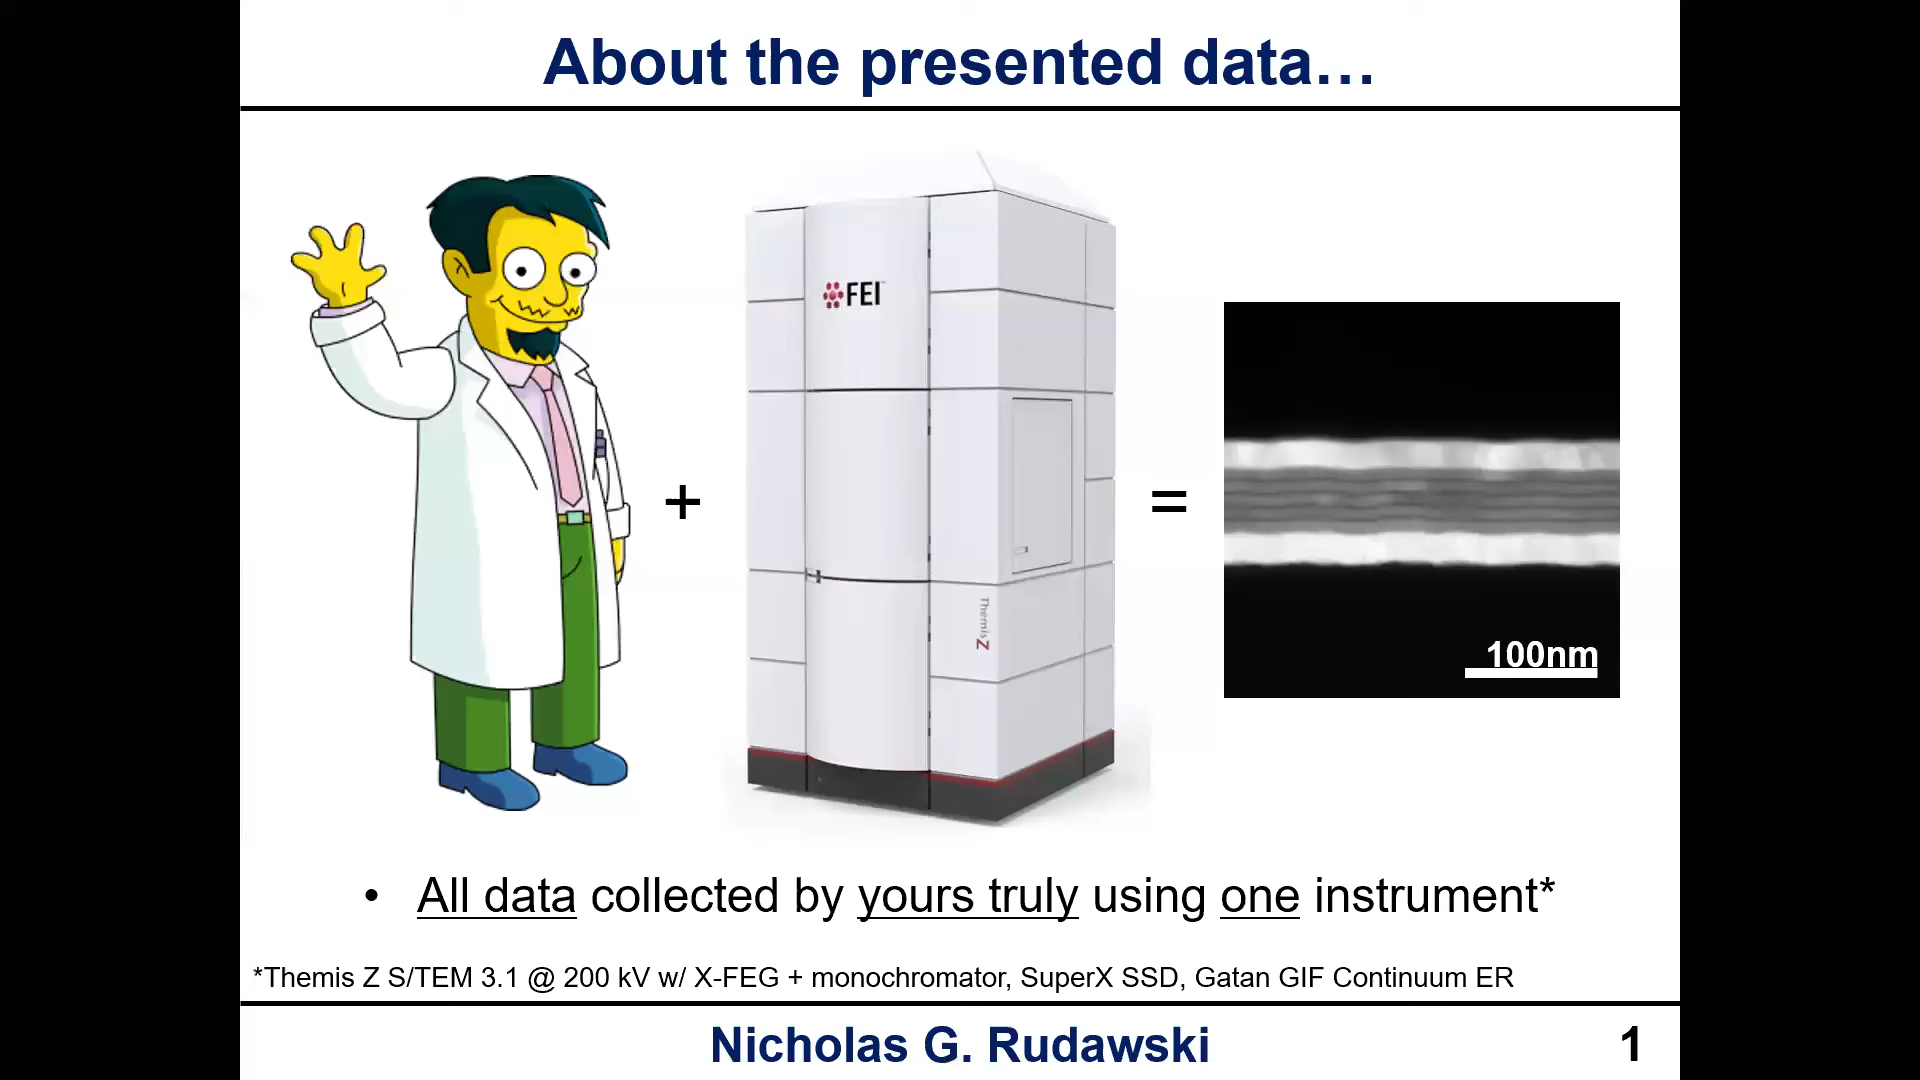 About the presented data…
FEI
Themis Z
+
=
100nm
• All data collected by yours truly using one instrument*
*Themis Z S/TEM 3.1 @ 200 kV w/ X-FEG + monochromator, SuperX SSD, Gatan GIF Continuum ER
Nicholas G. Rudawski
1